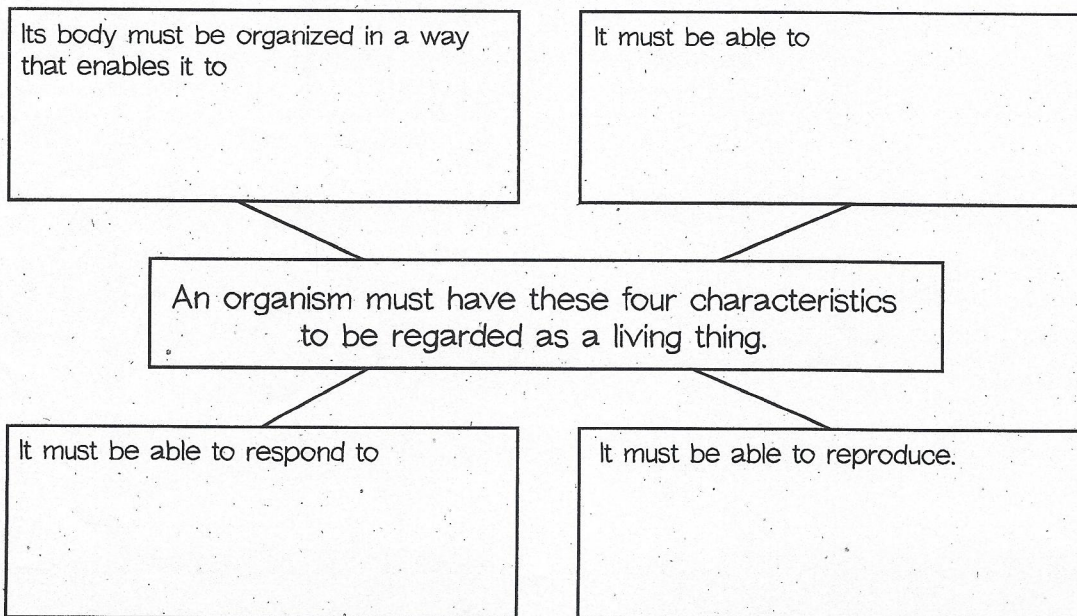 Its body must be organized in a way
that enables it to
It must be able to
An organism must have these four characteristics
to be regarded as a living thing.
It must be able to respond to
It must be able to reproduce.